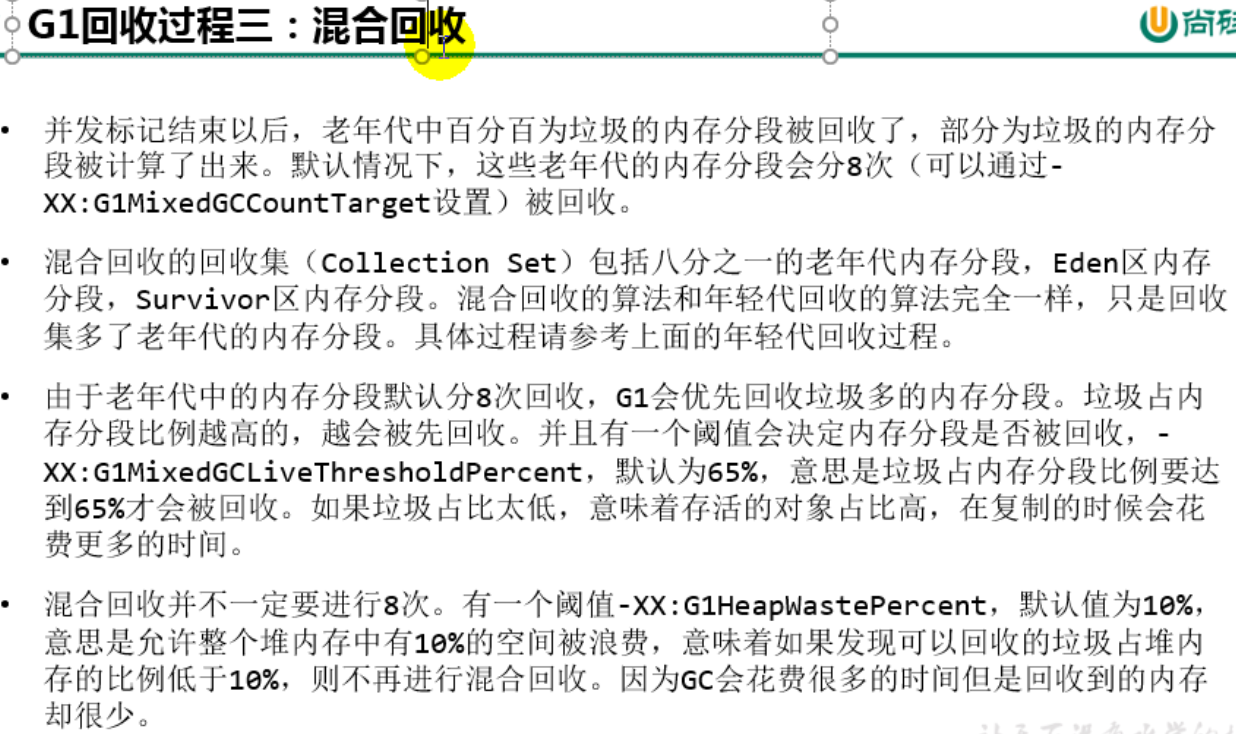 G1回收过程三：混合回收
尚硅
• 并发标记结束以后，老年代中百分百为垃圾的内存分段被回收了，部分为垃圾的内存分
段被计算了出来。默认情况下，这些老年代的内存分段会分8次（可以通过-
XX:G1MixedGCCountTarget设置）被回收。
• 混合回收的回收集（Collection Set）包括八分之一的老年代内存分段，Eden区内存
分段，Survivor区内存分段。混合回收的算法和年轻代回收的算法完全一样，只是回收
集多了老年代的内存分段。具体过程请参考上面的年轻代回收过程。
• 由于老年代中的内存分段默认分8次回收，G1会优先回收垃圾多的内存分段。垃圾占内
存分段比例越高的，越会被先回收。并且有一个阈值会决定内存分段是否被回收，-
XX:G1MixedGCLiveThresholdPercent，默认为65%，意思是垃圾占内存分段比例要达
到65%才会被回收。如果垃圾占比太低，意味着存活的对象占比高，在复制的时候会花
费更多的时间。
• 混合回收并不一定要进行8次。有一个阈值-XX:G1HeapWastePercent，默认值为10%，
意思是允许整个堆内存中有10%的空间被浪费，意味着如果发现可以回收的垃圾占堆内
存的比例低于10%，则不再进行混合回收。因为GC会花费很多的时间但是回收到的内存
却很少。